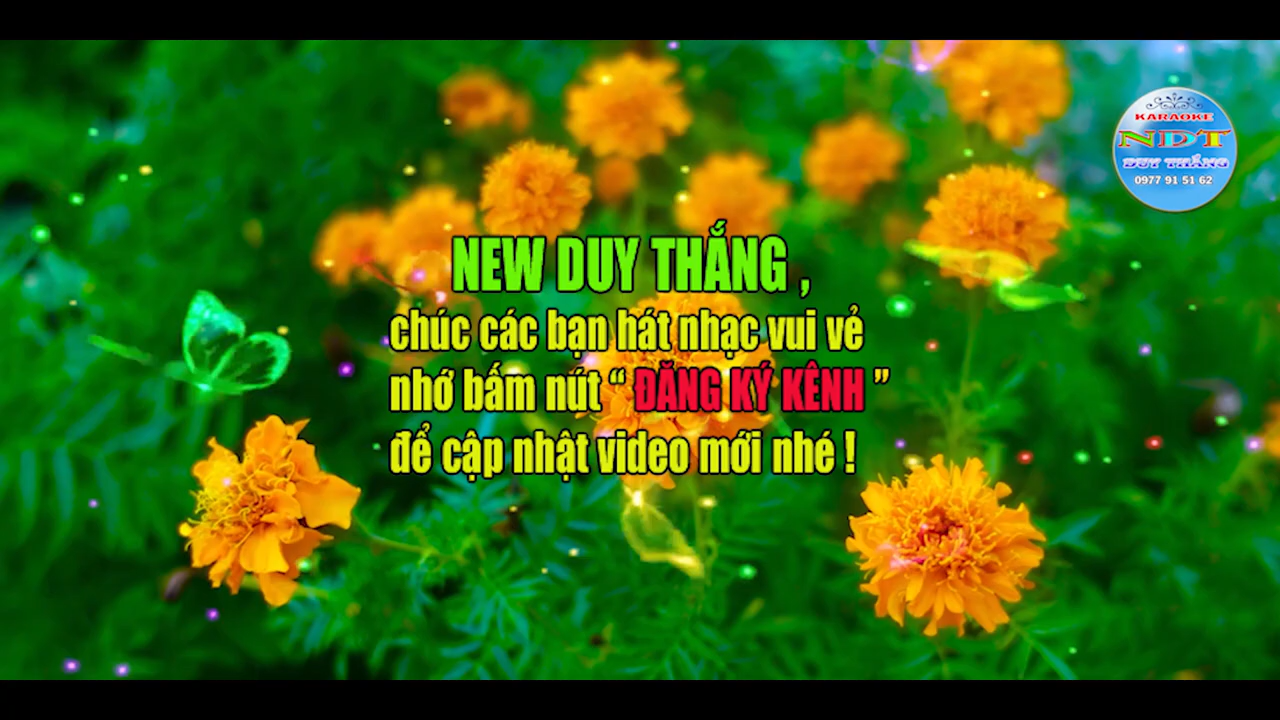 KARAOKE
NDT
DUY THẮNG
0977 91 51 62
NEW DUY THẮNG ,
chúc các bạn hát nhạc vui vẻ
nhớ bấm nút “ ĐĂNG KÝ KÊNH ”
để cập nhật video mới nhé !